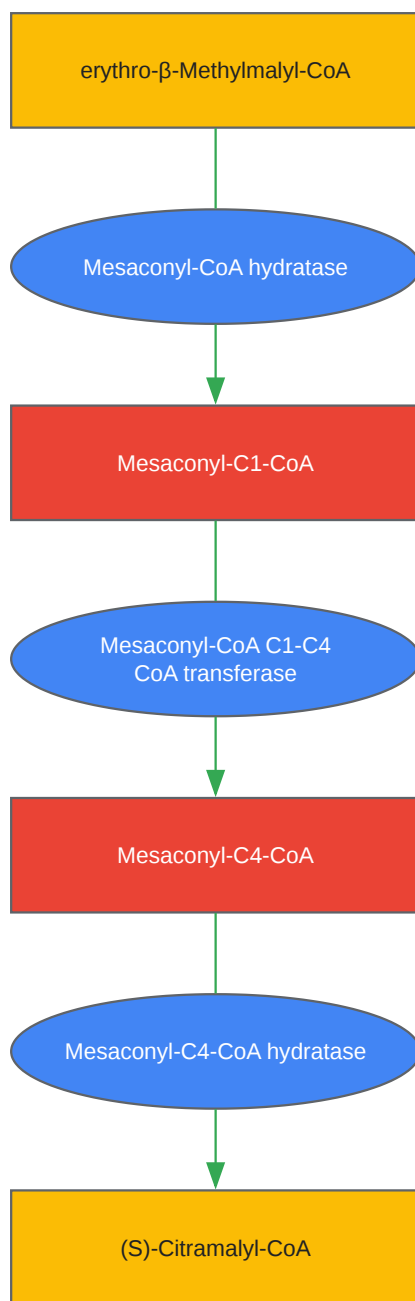 erythro-β-Methylmalyl-CoA
Mesaconyl-CoA hydratase
Mesaconyl-C1-CoA
Mesaconyl-CoA C1-C4
CoA transferase
Mesaconyl-C4-CoA
Mesaconyl-C4-CoA hydratase
(S)-Citramalyl-CoA